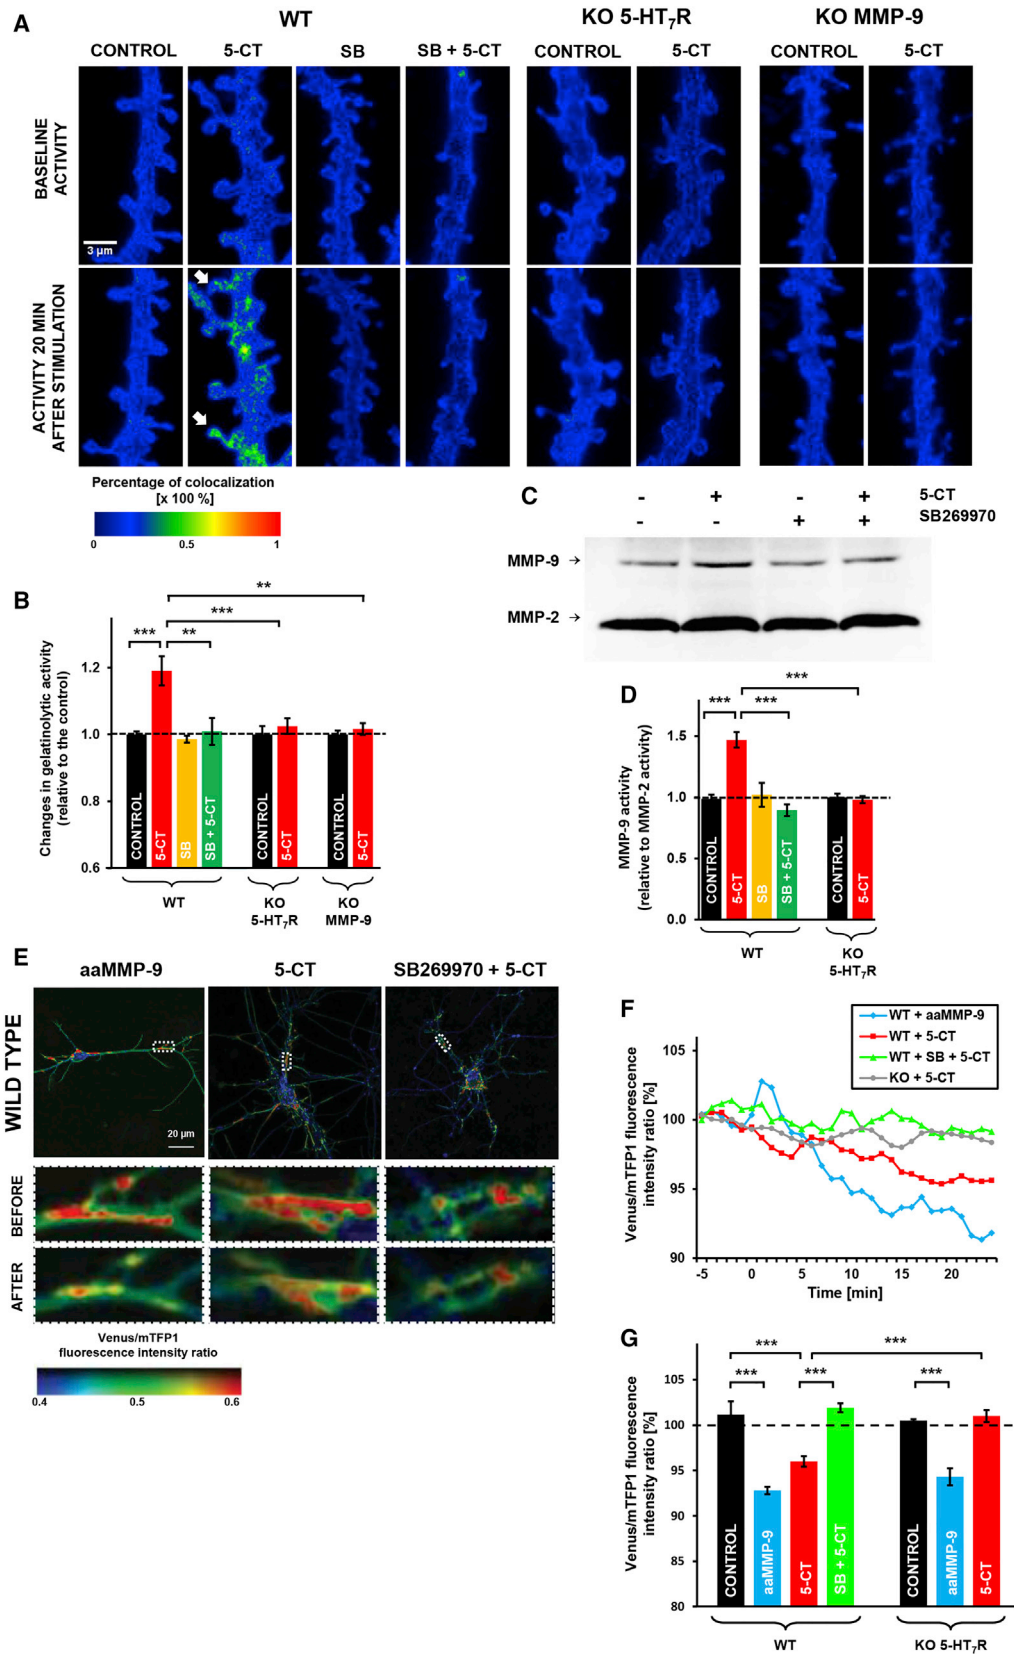 A
WT
KO 5-HT7R
KO MMP-9
CONTROL
5-CT
SB
SB + 5-CT
CONTROL
5-CT
CONTROL
5-CT
BASELINE
ACTIVITY
3 µm
ACTIVITY 20 MIN
AFTER STIMULATION
Percentage of colocalization
[x 100 %]
0
0.5
1
C
- + - + 5-CT
- - + + SB269970
MMP-9 →
MMP-2 →
B
Changes in gelatinolytic activity
(relative to the control)
1.2
1.0
0.8
0.6
**
***
***
**
CONTROL
5-CT
SB
SB + 5-CT
CONTROL
5-CT
CONTROL
5-CT
WT
KO
5-HT7R
KO
MMP-9
D
MMP-9 activity
(relative to MMP-2 activity)
1.5
1.0
0.5
0.0
***
***
***
CONTROL
5-CT
SB
SB + 5-CT
CONTROL
5-CT
WT
KO
5-HT7R
E
aaMMP-9
5-CT
SB269970 + 5-CT
WILD TYPE
20 µm
BEFORE
AFTER
Venus/mTFP1
fluorescence intensity ratio
0.4
0.5
0.6
F
WT + aaMMP-9
WT + 5-CT
WT + SB + 5-CT
KO + 5-CT
Venus/mTFP1 fluorescence
intensity ratio [%]
105
100
95
90
-5
0
5
10
15
20
Time [min]
G
Venus/mTFP1 fluorescence
intensity ratio [%]
105
100
95
90
85
80
***
***
***
***
***
CONTROL
aaMMP-9
5-CT
SB + 5-CT
CONTROL
aaMMP-9
5-CT
WT
KO 5-HT7R